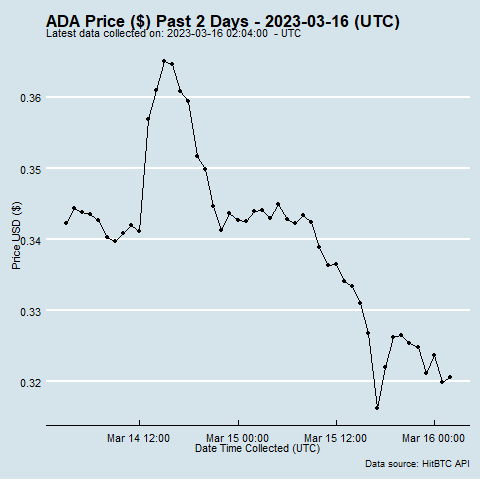 ADA Price ($) Past 2 Days - 2023-03-16 (UTC)
Latest data collected on: 2023-03-16 02:04:00 - UTC
0.36
0.35
0.34
0.33
0.32
Price USD ($)
Mar 14 12:00 Mar 15 00:00 Mar 15 12:00 Mar 16 00:00
Date Time Collected (UTC)
Data source: HitBTC API